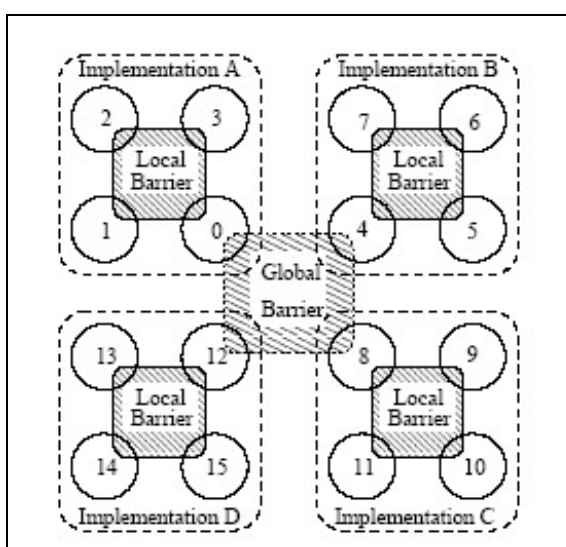 Implementation A
2 3
Local
Barrier
1 0
Implementation B
7 6
Local
Barrier
4 5
Global
Barrier
13 12
Local
Barrier
14 15
Implementation D
8 9
Local
Barrier
11 10
Implementation C